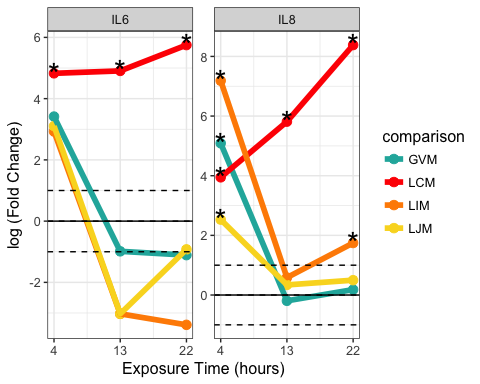 IL6
IL8
6
4
2
0
-2
8
6
4
2
0
4
13
22
4
13
22
log (Fold Change)
Exposure Time (hours)
comparison
GVM
LCM
LIM
LJM
*
*
*
*
*
*
*
*
*
*